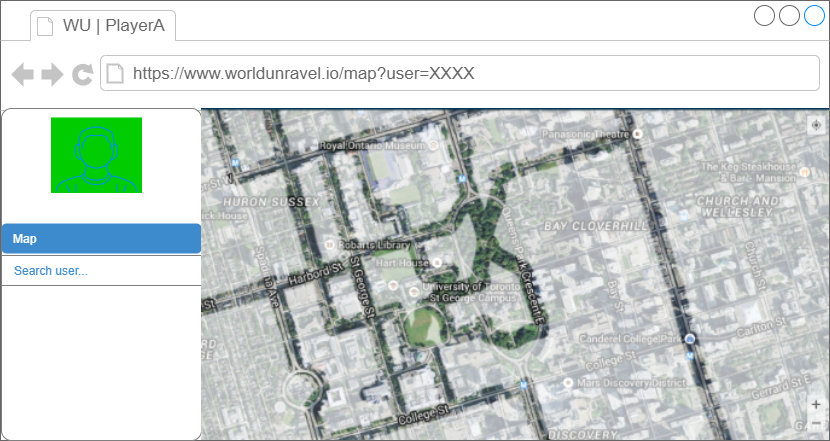 WU | PlayerA
https://www.worldunravel.io/map?user=XXXX
Map
Search user...
Panasonic Theatre
Royal Ontario Museum
The Keg Steakhouse
& Bar - Mansion
HURON SUSSEX
CHURCH AND
WELLESLEY
BAY CLOVERHILL
Queens Park Crescent E
Robarts Library
Hart House
Spadina Ave
Harbord St
St George St
University of Toronto
St George Campus
Bay St
Church St
Canderel College Park
Carlton St
College St
Mars Discovery District
Gerrard St E
College St
DISCOVERY